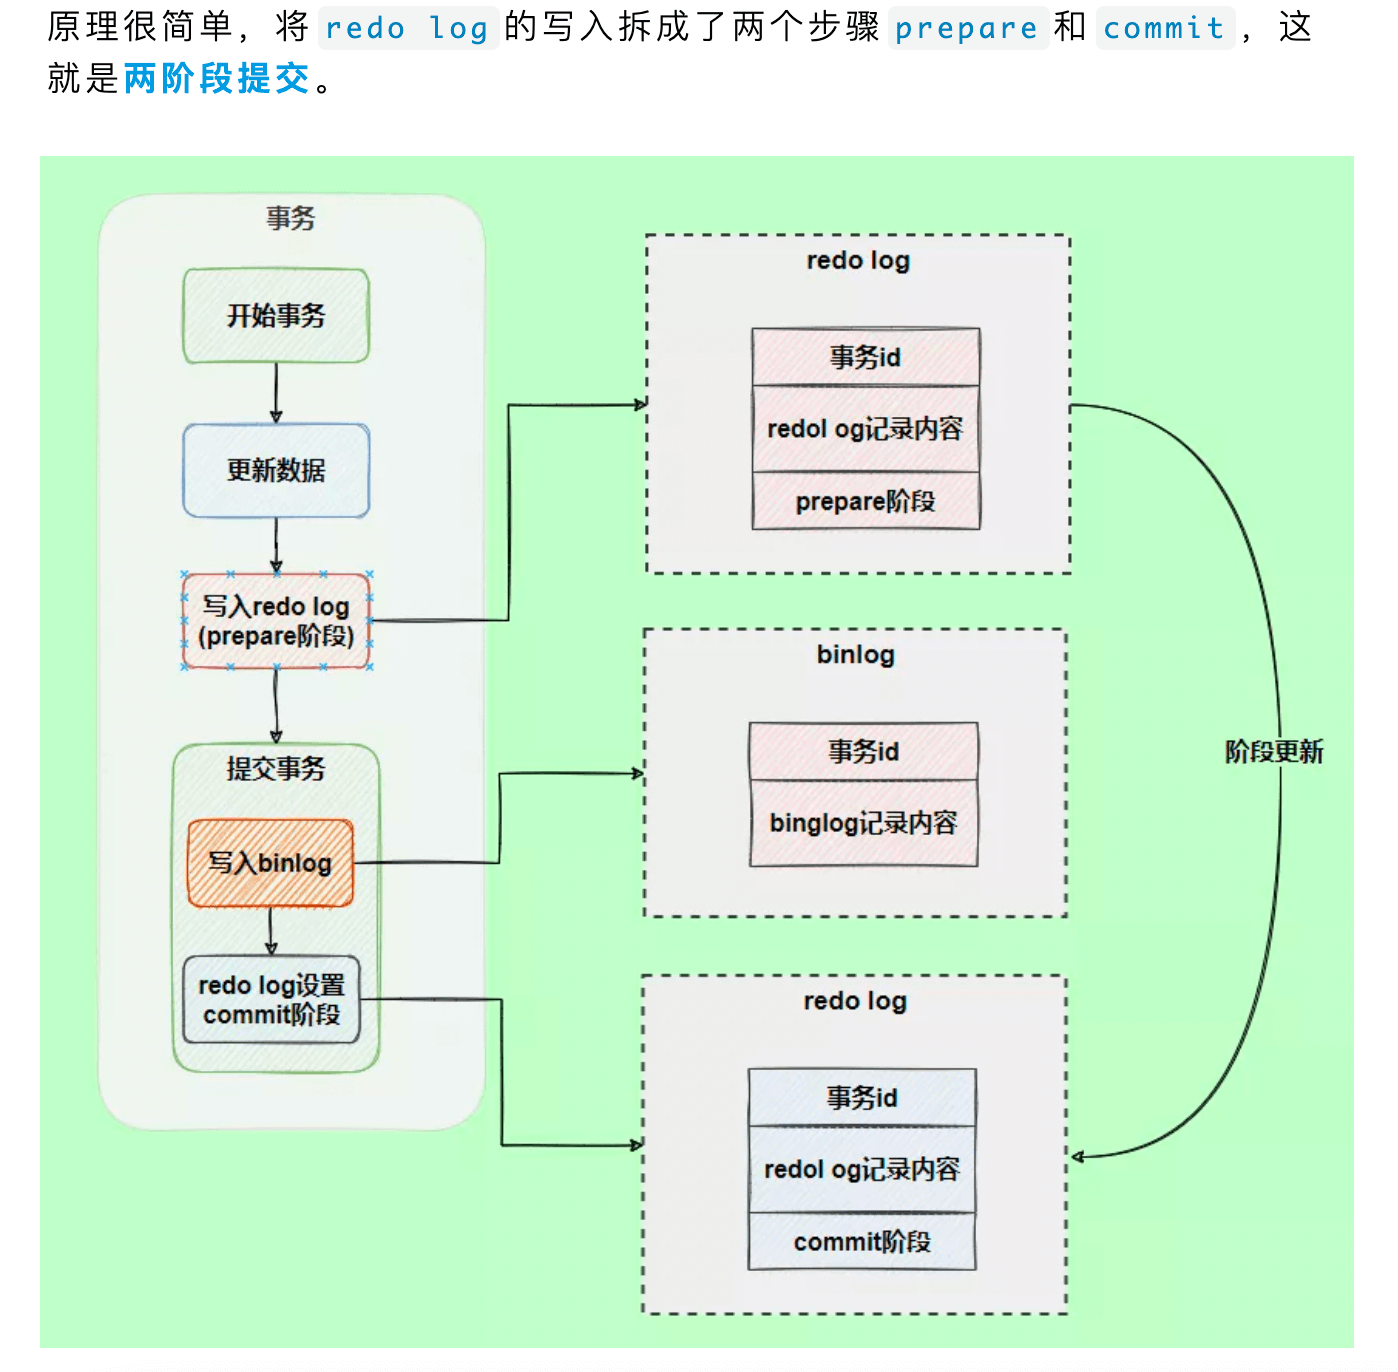 原理很简单，将 redo log 的写入拆成了两个步骤 prepare 和 commit，这
就是两阶段提交。
事务
开始事务
更新数据
写入redo log
(prepare阶段)
提交事务
写入binlog
redo log设置
commit阶段
redo log
事务id
redol og记录内容
prepare阶段
binlog
事务id
binglog记录内容
redo log
事务id
redol og记录内容
commit阶段
阶段更新